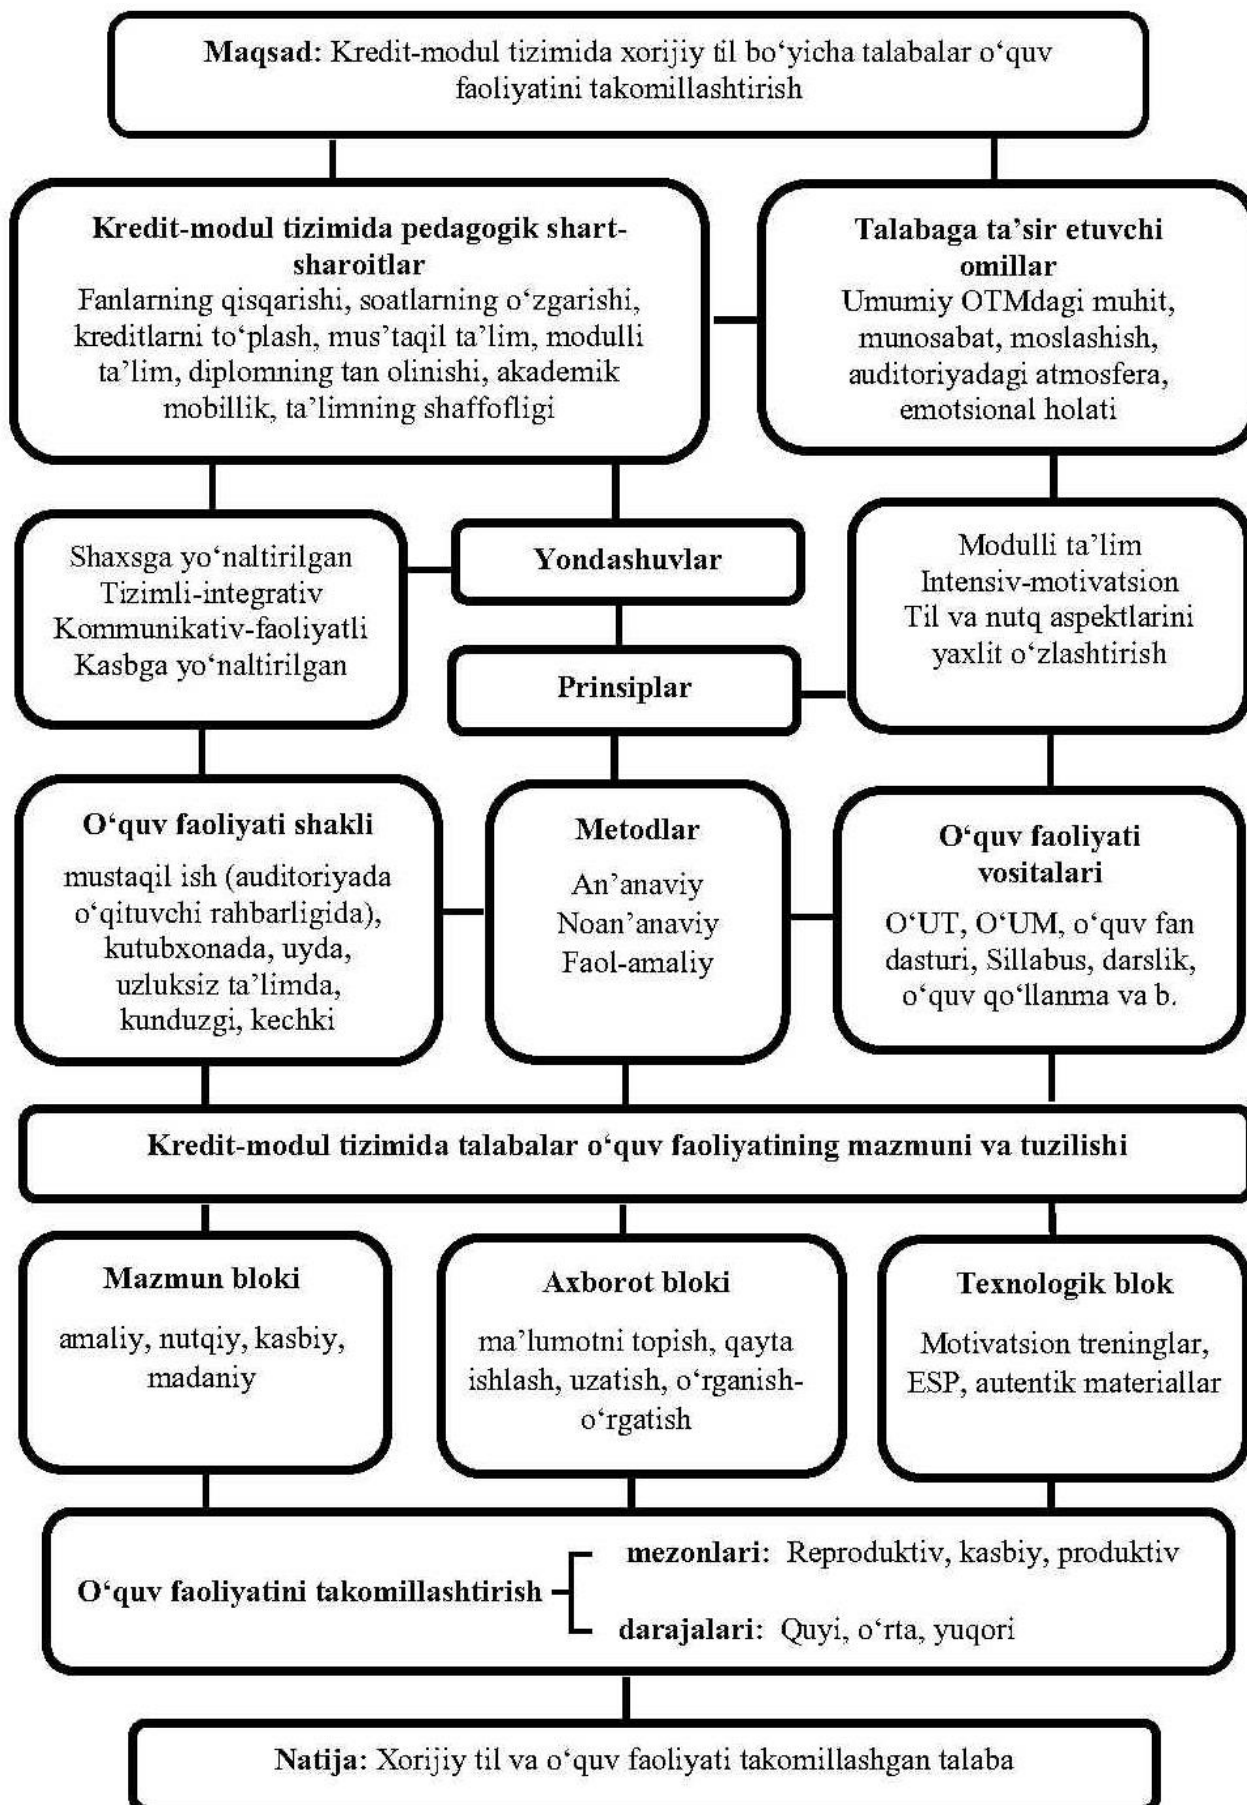 Maqsad: Kredit-modul tizimida xorijiy til bo‘yicha talabalar o‘quv
faoliyatini takomillashtirish
Kredit-modul tizimida pedagogik shart-
sharoitlar
Fanlarning qisqarishi, soatlarning o‘zgarishi,
kreditlarni to‘plash, mus’taqil ta’lim, modulli
ta’lim, diplomning tan olinishi, akademik
mobillik, ta’limning shaffofligi
Talabaga ta’sir etuvchi
omillar
Umumiy OTMdagi muhit,
munosabat, moslashish,
auditoriyadagi atmosfera,
emotsional holati
Shaxsga yo‘naltirilgan
Tizimli-integrativ
Kommunikativ-faoliyatli
Kasbga yo‘naltirilgan
Yondashuvlar
Prinsiplar
Modulli ta’lim
Intensiv-motivatsion
Til va nutq aspektlarini
yaxlit o‘zlashtirish
O‘quv faoliyati shakli
mustaqil ish (auditoriyada
o‘qituvchi rahbarligida),
kutubxonada, uyda,
uzluksiz ta’limda,
kunduzgi, kechki
Metodlar
An’anaviy
Noan’anaviy
Faol-amaliy
O‘quv faoliyati
vositalari
O‘UT, O‘UM, o‘quv fan
dasturi, Sillabus, darslik,
o‘quv qo‘llanma va b.
Kredit-modul tizimida talabalar o‘quv faoliyatining mazmuni va tuzilishi
Mazmun bloki
amaliy, nutqiy, kasbiy,
madaniy
Axborot bloki
ma’lumotni topish, qayta
ishlash, uzatish, o‘rganish-
o‘rgatish
Texnologik blok
Motivatsion treninglar,
ESP, autentik materiallar
O‘quv faoliyatini takomillashtirish
mezonlari: Reproduktiv, kasbiy, produktiv
darajalari: Quyi, o‘rta, yuqori
Natija: Xorijiy til va o‘quv faoliyati takomillashgan talaba